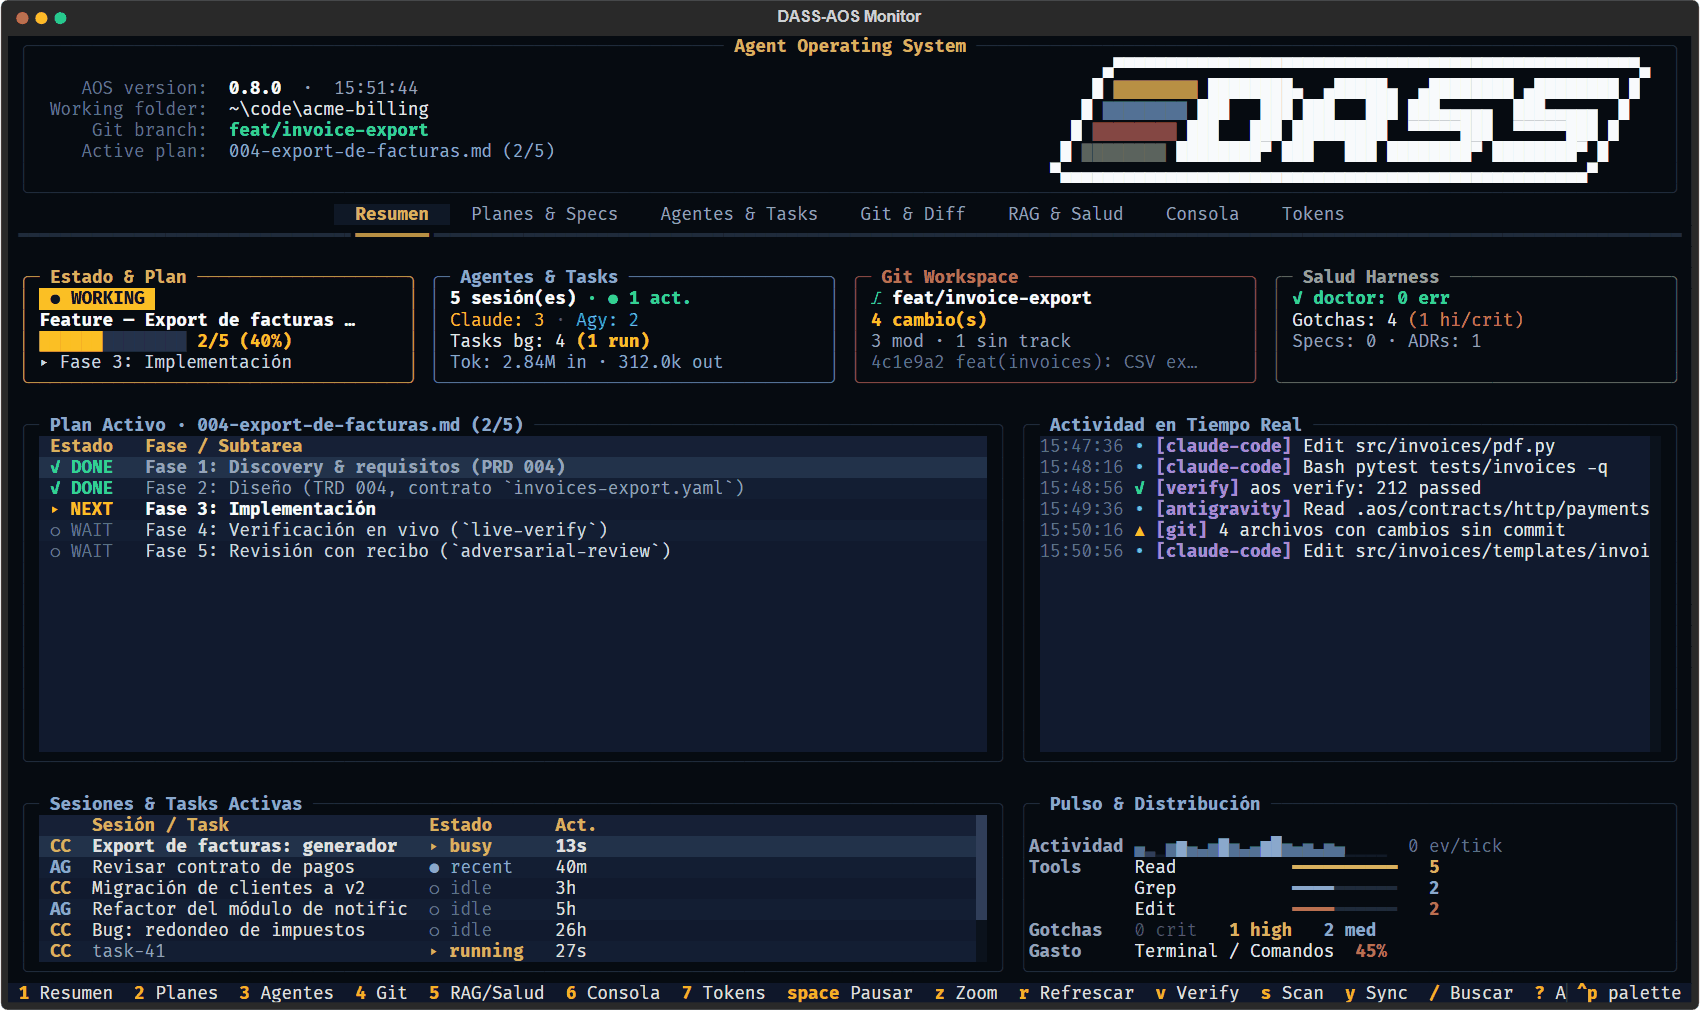 DASS-AOS Monitor
Agent Operating System
AOS version: 0.8.0 · 15:51:44
Working folder: ~\code\acme-billing
Git branch: feat/invoice-export
Active plan: 004-export-de-facturas.md (2/5)
DASS
Resumen Planes & Specs Agentes & Tasks Git & Diff RAG & Salud Consola Tokens
Estado & Plan
● WORKING
Feature — Export de facturas …
2/5 (40%)
▸ Fase 3: Implementación
Agentes & Tasks
5 sesión(es) · ● 1 act.
Claude: 3 · Agy: 2
Tasks bg: 4 (1 run)
Tok: 2.84M in · 312.0k out
Git Workspace
feat/invoice-export
4 cambio(s)
3 mod · 1 sin track
4c1e9a2 feat(invoices): CSV ex…
Salud Harness
√ doctor: 0 err
Gotchas: 4 (1 hi/crit)
Specs: 0 · ADRs: 1
Plan Activo · 004-export-de-facturas.md (2/5)
Estado Fase / Subtarea
√ DONE Fase 1: Discovery & requisitos (PRD 004)
√ DONE Fase 2: Diseño (TRD 004, contrato `invoices-export.yaml`)
▸ NEXT Fase 3: Implementación
○ WAIT Fase 4: Verificación en vivo (`live-verify`)
○ WAIT Fase 5: Revisión con recibo (`adversarial-review`)
Actividad en Tiempo Real
15:47:36 • [claude-code] Edit src/invoices/pdf.py
15:48:16 • [claude-code] Bash pytest tests/invoices -q
15:48:56 √ [verify] aos verify: 212 passed
15:49:36 • [antigravity] Read .aos/contracts/http/payments
15:50:16 ▲ [git] 4 archivos con cambios sin commit
15:50:56 • [claude-code] Edit src/invoices/templates/invoi
Sesiones & Tasks Activas
Sesión / Task Estado Act.
CC Export de facturas: generador ▸ busy 13s
AG Revisar contrato de pagos ● recent 40m
CC Migración de clientes a v2 ○ idle 3h
AG Refactor del módulo de notific ○ idle 5h
CC Bug: redondeo de impuestos ○ idle 26h
CC task-41 ▸ running 27s
Pulso & Distribución
Actividad 0 ev/tick
Tools Read 5
Grep 2
Edit 2
Gotchas 0 crit 1 high 2 med
Gasto Terminal / Comandos 45%
1 Resumen 2 Planes 3 Agentes 4 Git 5 RAG/Salud 6 Consola 7 Tokens space Pausar z Zoom r Refrescar v Verify s Scan y Sync / Buscar ? A ^p palette